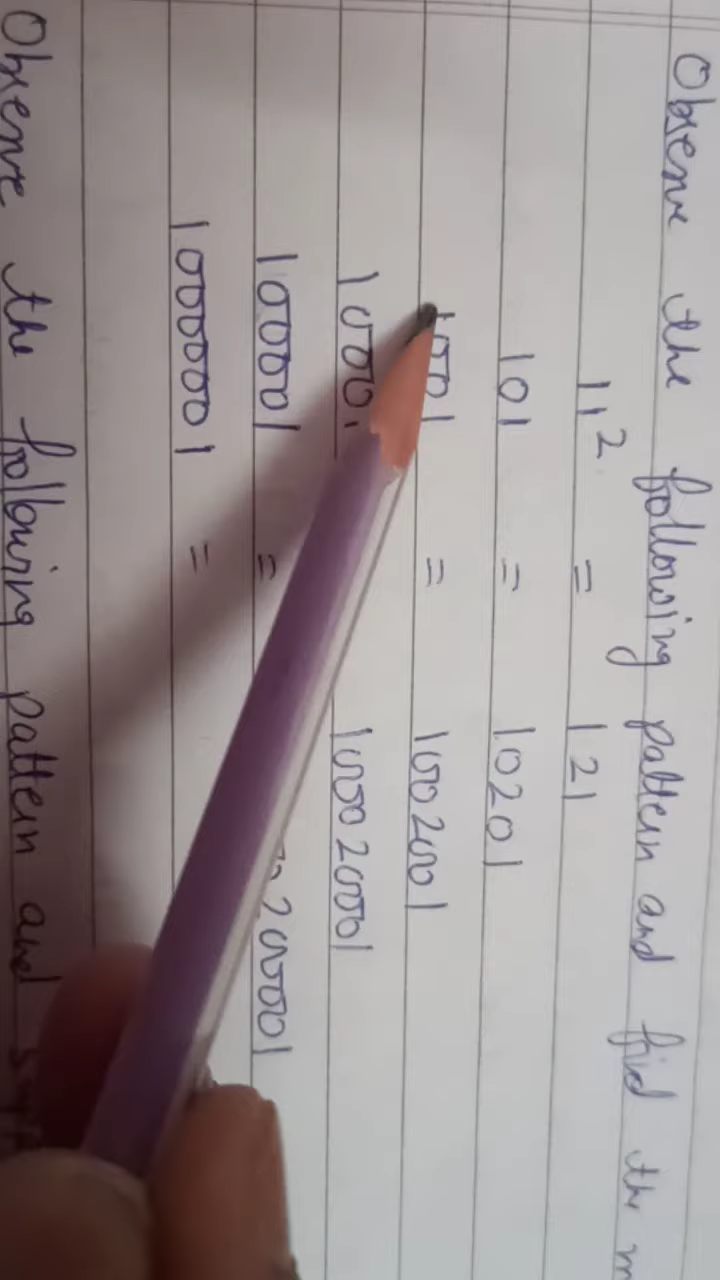 Observe the following pattern and find the
11² = 121
101 = 10201
1001 = 1002001
10001 100020001
100001 = 200001
1000001 =
Observe the following pattern and